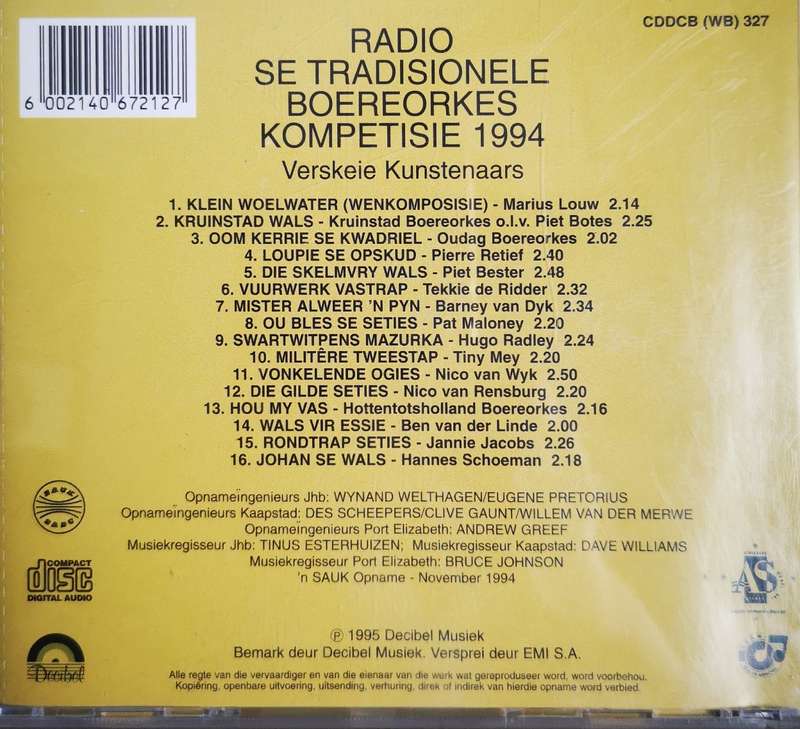 CDDCB (WB) 327
6 002140 672127
RADIO
SE TRADISIONELE
BOEREORKES
KOMPETISIE 1994
Verskeie Kunstenaars
1. KLEIN WOELWATER (WENKOMPOSISIE) - Marius Louw 2.14
2. KRUINSTAD WALS - Kruinstad Boereorkes o.l.v. Piet Botes 2.25
3. OOM KERRIE SE KWADRIEL - Oudag Boereorkes 2.02
4. LOUPIE SE OPSKUD - Pierre Retief 2.40
5. DIE SKELMVRY WALS - Piet Bester 2.48
6. VUURWERK VASTRAP - Tekkie de Ridder 2.32
7. MISTER ALWEER 'N PYN - Barney van Dyk 2.34
8. OU BLES SE SETIES - Pat Maloney 2.20
9. SWARTWITPENS MAZURKA - Hugo Radley 2.24
10. MILITÊRE TWEESTAP - Tiny Mey 2.20
11. VONKELENDE OGIES - Nico van Wyk 2.50
12. DIE GILDE SETIES - Nico van Rensburg 2.20
13. HOU MY VAS - Hottentotsholland Boereorkes 2.16
14. WALS VIR ESSIE - Ben van der Linde 2.00
15. RONDTRAP SETIES - Jannie Jacobs 2.26
16. JOHAN SE WALS - Hannes Schoeman 2.18
SAUK
SABC
Opnameïngenieurs Jhb: WYNAND WELTHAGEN/EUGENE PRETORIUS
Opnameïngenieurs Kaapstad: DES SCHEEPERS/CLIVE GAUNT/WILLEM VAN DER MERWE
Opnameïngenieurs Port Elizabeth: ANDREW GREEF
Musiekregisseur Jhb: TINUS ESTERHUIZEN; Musiekregisseur Kaapstad: DAVE WILLIAMS
Musiekregisseur Port Elizabeth: BRUCE JOHNSON
'n SAUK Opname - November 1994
COMPACT
disc
DIGITAL AUDIO
AS
℗ 1995 Decibel Musiek
Bemark deur Decibel Musiek. Versprei deur EMI S.A.
Decibel
Alle regte van die vervaardiger en van die eienaar van die werk wat gereproduseer word, word voorbehou.
Kopiëring, openbare uitvoering, uitsending, verhuring, direk of indirek van hierdie opname word verbied.